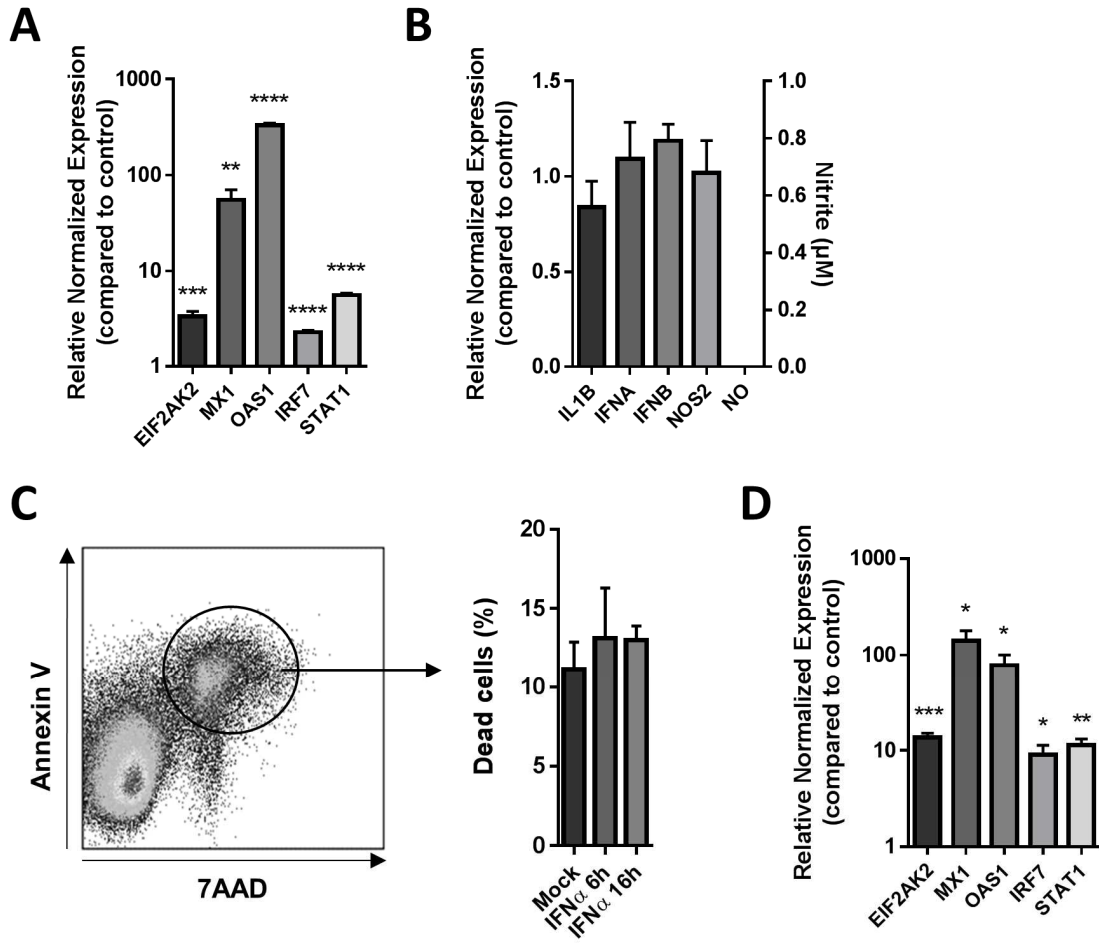 A
Relative Normalized Expression
(compared to control)
1000
100
10
1
***
**
****
****
****
EIF2AK2
MX1
OAS1
IRF7
STAT1
B
Relative Normalized Expression
(compared to control)
1.5
1.0
0.5
0.0
1.0
0.8
0.6
0.4
0.2
0.0
Nitrite (µM)
IL1B
IFNA
IFNB
NOS2
NO
C
Annexin V
7AAD
Dead cells (%)
20
15
10
5
0
Mock
IFNα 6h
IFNα 16h
D
Relative Normalized Expression
(compared to control)
1000
100
10
1
***
*
*
*
**
EIF2AK2
MX1
OAS1
IRF7
STAT1